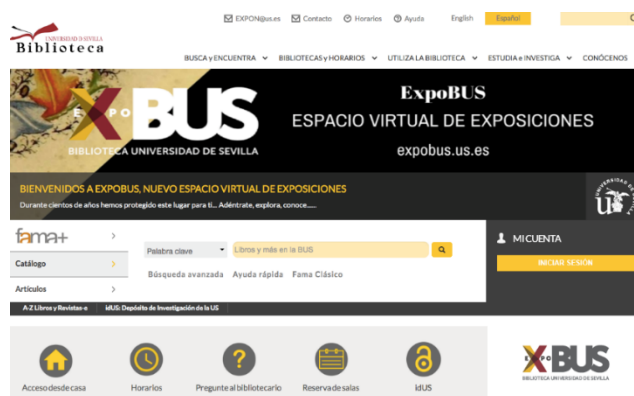 EXPON@us.es Contacto Horarios Ayuda English Español
UNIVERSIDAD D SEVILLA
Biblioteca
BUSCA y ENCUENTRA BIBLIOTECAS y HORARIOS UTILIZA LA BIBLIOTECA ESTUDIA e INVESTIGA CONÓCENOS
EXPO BUS
BIBLIOTECA UNIVERSIDAD DE SEVILLA
ExpoBUS
ESPACIO VIRTUAL DE EXPOSICIONES
expobus.us.es
BIENVENIDOS A EXPOBUS, NUEVO ESPACIO VIRTUAL DE EXPOSICIONES
Durante cientos de años hemos protegido este lugar para ti... Adéntrate, explora, conoce......
fama+
Catálogo
Artículos
Palabra clave
Libros y más en la BUS
Búsqueda avanzada Ayuda rápida Fama Clásico
MI CUENTA
INICIAR SESIÓN
A-Z Libros y Revistas-e idUS: Depósito de Investigación de la US
Acceso desde casa
Horarios
Pregunte al bibliotecario
Reserva de salas
idUS
EXPO BUS
BIBLIOTECA UNIVERSIDAD DE SEVILLA